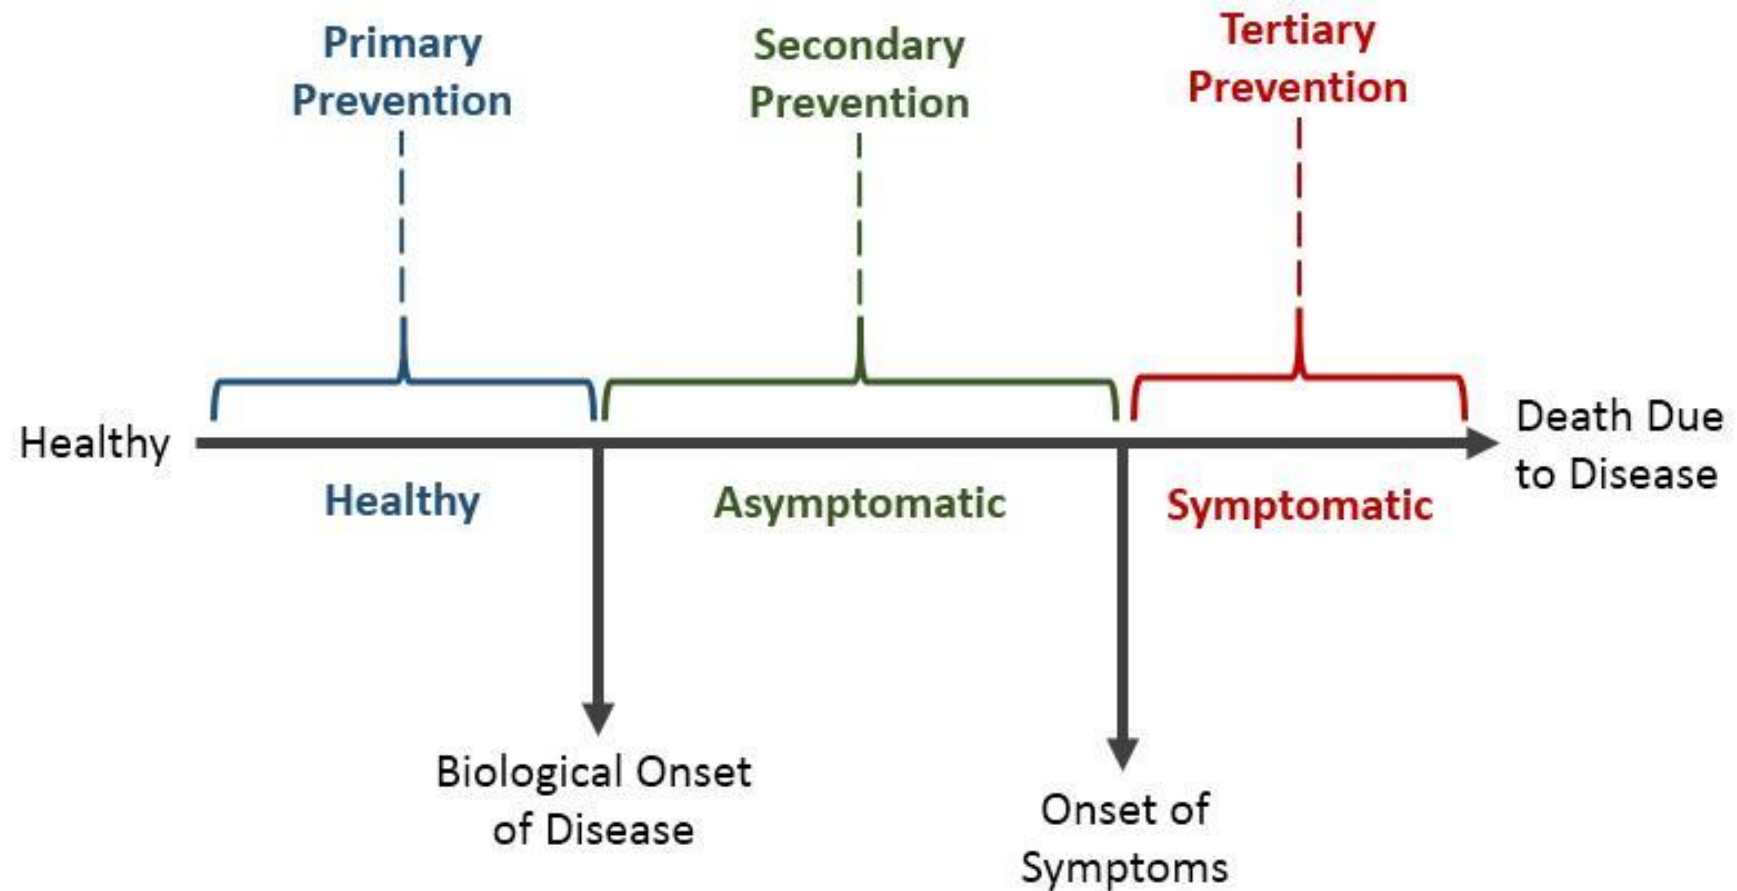 Primary
Prevention
Secondary
Prevention
Tertiary
Prevention
Healthy
Death Due
to Disease
Healthy
Asymptomatic
Symptomatic
Biological Onset
of Disease
Onset of
Symptoms